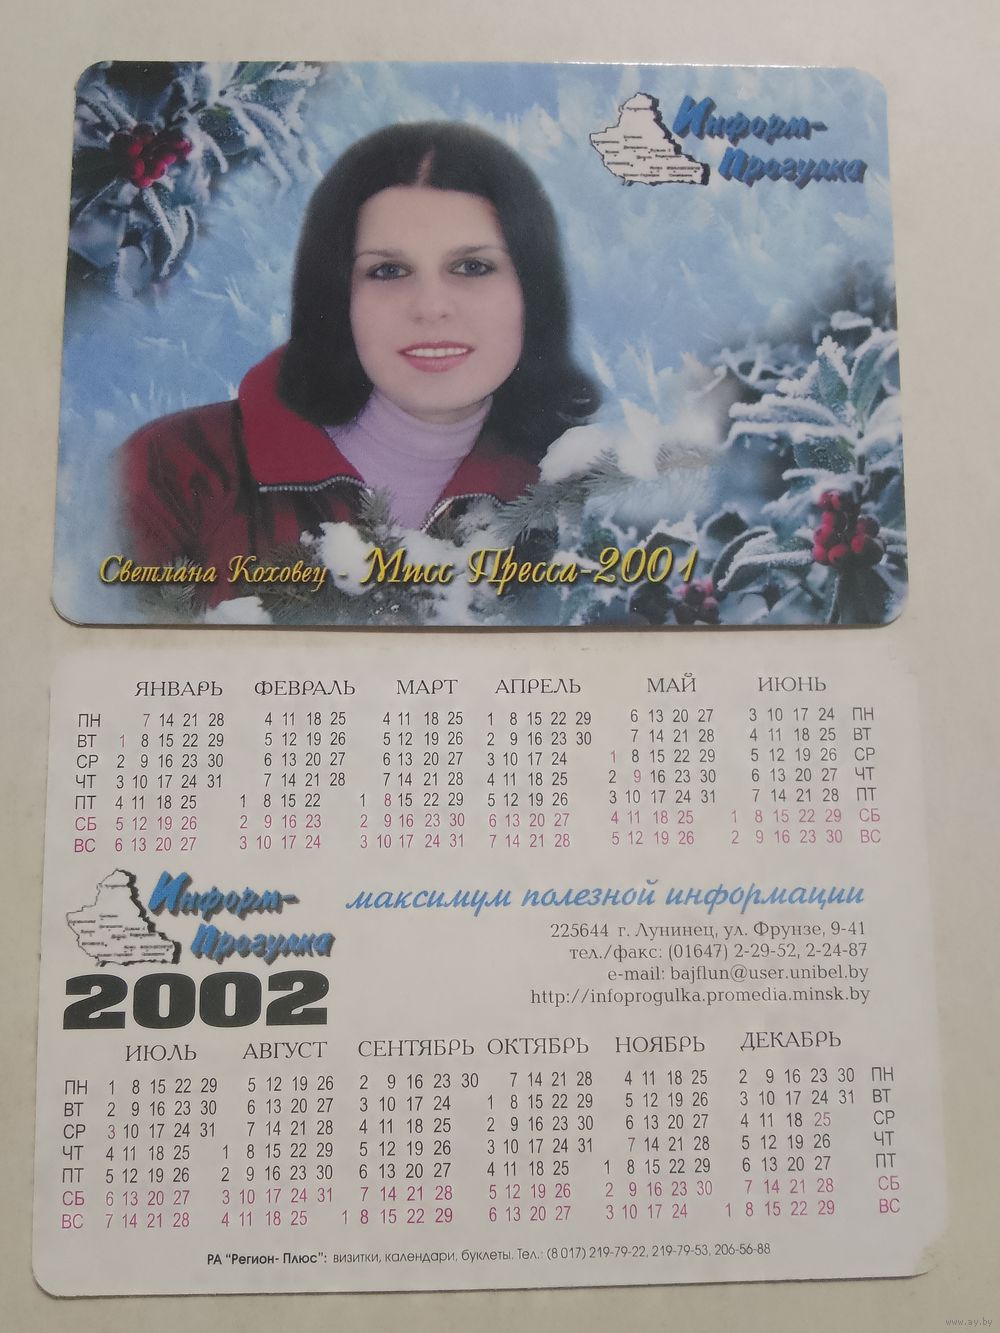 Информ-
Прогулка
Светлана Коховец - Мисс Пресса-2001
ЯНВАРЬ ФЕВРАЛЬ МАРТ АПРЕЛЬ МАЙ ИЮНЬ
ПН 7 14 21 28 4 11 18 25 4 11 18 25 1 8 15 22 29 6 13 20 27 3 10 17 24 ПН
ВТ 1 8 15 22 29 5 12 19 26 5 12 19 26 2 9 16 23 30 7 14 21 28 4 11 18 25 ВТ
СР 2 9 16 23 30 6 13 20 27 6 13 20 27 3 10 17 24 1 8 15 22 29 5 12 19 26 СР
ЧТ 3 10 17 24 31 7 14 21 28 7 14 21 28 4 11 18 25 2 9 16 23 30 6 13 20 27 ЧТ
ПТ 4 11 18 25 1 8 15 22 1 8 15 22 29 5 12 19 26 3 10 17 24 31 7 14 21 28 ПТ
СБ 5 12 19 26 2 9 16 23 2 9 16 23 30 6 13 20 27 4 11 18 25 1 8 15 22 29 СБ
ВС 6 13 20 27 3 10 17 24 3 10 17 24 31 7 14 21 28 5 12 19 26 2 9 16 23 30 ВС
Информ-
Прогулка
2002
максимум полезной информации
225644 г. Лунинец, ул. Фрунзе, 9-41
тел./факс: (01647) 2-29-52, 2-24-87
e-mail: bajflun@user.unibel.by
http://infoprogulka.promedia.minsk.by
ИЮЛЬ АВГУСТ СЕНТЯБРЬ ОКТЯБРЬ НОЯБРЬ ДЕКАБРЬ
ПН 1 8 15 22 29 5 12 19 26 2 9 16 23 30 7 14 21 28 4 11 18 25 2 9 16 23 30 ПН
ВТ 2 9 16 23 30 6 13 20 27 3 10 17 24 1 8 15 22 29 5 12 19 26 3 10 17 24 31 ВТ
СР 3 10 17 24 31 7 14 21 28 4 11 18 25 2 9 16 23 30 6 13 20 27 4 11 18 25 СР
ЧТ 4 11 18 25 1 8 15 22 29 5 12 19 26 3 10 17 24 31 7 14 21 28 5 12 19 26 ЧТ
ПТ 5 12 19 26 2 9 16 23 30 6 13 20 27 4 11 18 25 1 8 15 22 29 6 13 20 27 ПТ
СБ 6 13 20 27 3 10 17 24 31 7 14 21 28 5 12 19 26 2 9 16 23 30 7 14 21 28 СБ
ВС 7 14 21 28 4 11 18 25 1 8 15 22 29 6 13 20 27 3 10 17 24 1 8 15 22 29 ВС
РА "Регион- Плюс": визитки, календари, буклеты. Тел.: (8 017) 219-79-22, 219-79-53, 206-56-88
www.ay.by